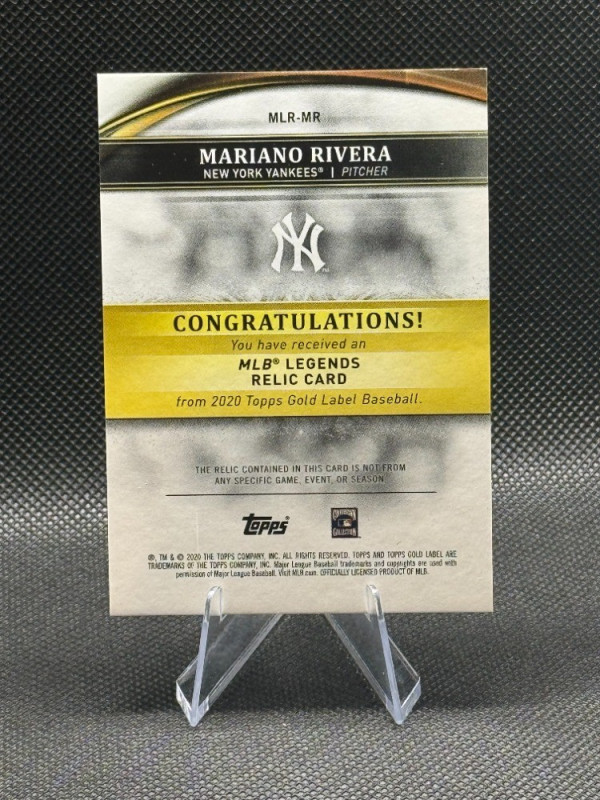 MLR-MR
MARIANO RIVERA
NEW YORK YANKEES® | PITCHER
NY
CONGRATULATIONS!
You have received an
MLB® LEGENDS
RELIC CARD
from 2020 Topps Gold Label Baseball.
THE RELIC CONTAINED IN THIS CARD IS NOT FROM
ANY SPECIFIC GAME, EVENT, OR SEASON
Topps
COOPERSTOWN
COLLECTION
®, TM & © 2020 THE TOPPS COMPANY, INC. ALL RIGHTS RESERVED. TOPPS AND TOPPS GOLD LABEL ARE
TRADEMARKS OF THE TOPPS COMPANY, INC. Major League Baseball trademarks and copyrights are used with
permission of Major League Baseball. Visit MLB.com. OFFICIALLY LICENSED PRODUCT OF MLB.